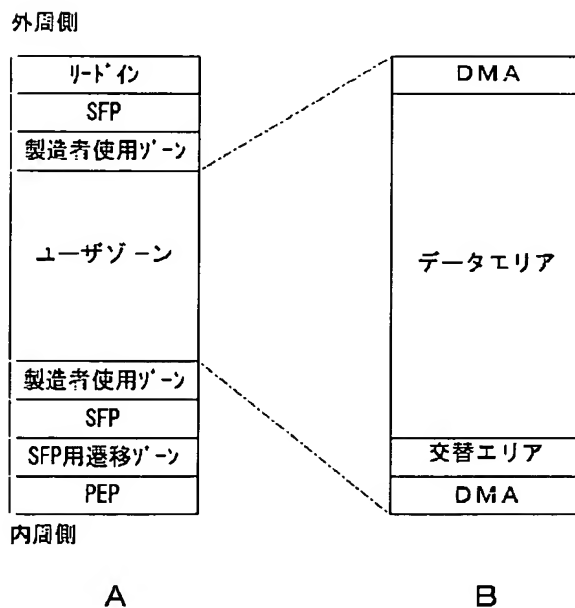 外周側
リードイン
SFP
製造者使用ゾーン
ユーザゾーン
製造者使用ゾーン
SFP
SFP用遷移ゾーン
PEP
内周側
A
DMA
データエリア
交替エリア
DMA
B